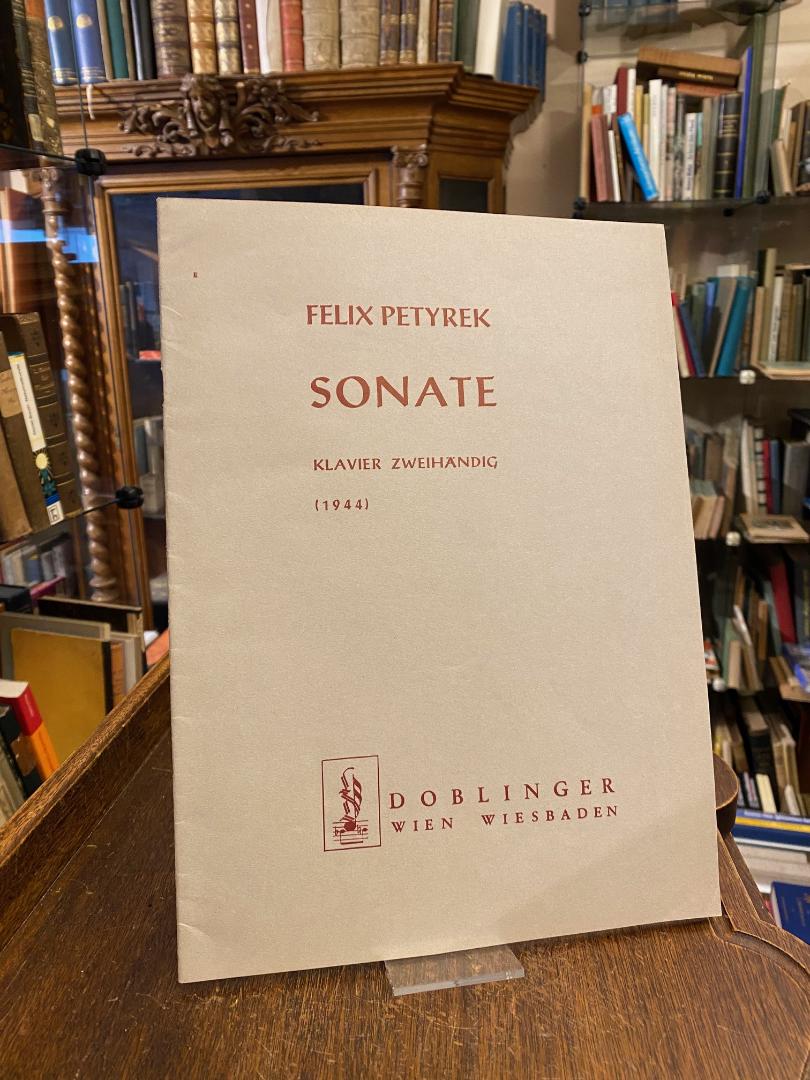 FELIX PETYREK
SONATE
KLAVIER ZWEIHÄNDIG
(1944)
DOBLINGER
WIEN WIESBADEN